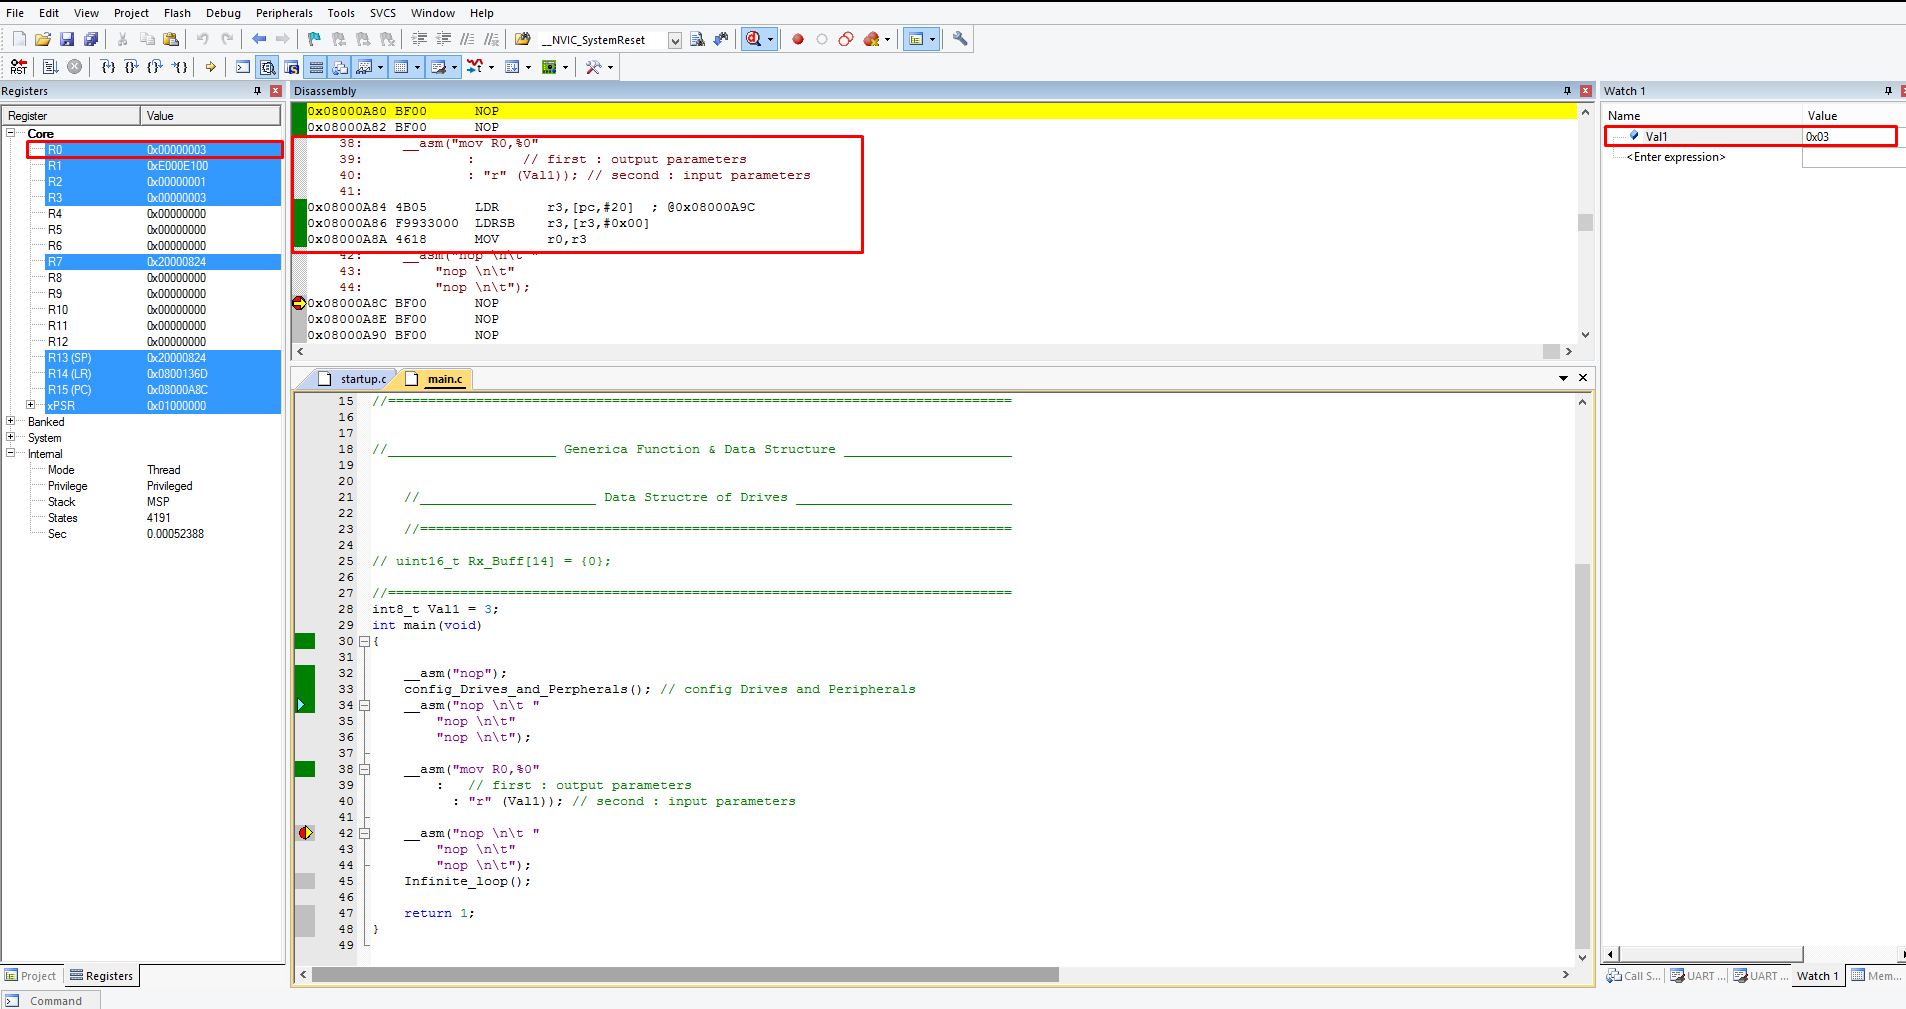 File Edit View Project Flash Debug Peripherals Tools SVCS Window Help
__NVIC_SystemReset
RST
Registers
Register Value
Core
R0 0x00000003
R1 0xE000E100
R2 0x00000001
R3 0x00000003
R4 0x00000000
R5 0x00000000
R6 0x00000000
R7 0x20000824
R8 0x00000000
R9 0x00000000
R10 0x00000000
R11 0x00000000
R12 0x00000000
R13 (SP) 0x20000824
R14 (LR) 0x0800136D
R15 (PC) 0x08000A8C
xPSR 0x01000000
Banked
System
Internal
Mode Thread
Privilege Privileged
Stack MSP
States 4191
Sec 0.00052388
Project Registers
Command
Disassembly
0x08000A80 BF00 NOP
0x08000A82 BF00 NOP
38: __asm("mov R0,%0"
39: : // first : output parameters
40: : "r" (Val1)); // second : input parameters
41:
0x08000A84 4B05 LDR r3,[pc,#20] ; @0x08000A9C
0x08000A86 F9933000 LDRSB r3,[r3,#0x00]
0x08000A8A 4618 MOV r0,r3
42: __asm("nop \n\t "
43: "nop \n\t"
44: "nop \n\t");
0x08000A8C BF00 NOP
0x08000A8E BF00 NOP
0x08000A90 BF00 NOP
startup.c main.c
15 //==============================================================================
16
17
18 //_____________________ Generica Function & Data Structure _____________________
19
20
21 //______________________ Data Structre of Drives ___________________________
22
23 //==========================================================================
24
25 // uint16_t Rx_Buff[14] = {0};
26
27 //==============================================================================
28 int8_t Val1 = 3;
29 int main(void)
30 {
31
32 __asm("nop");
33 config_Drives_and_Perpherals(); // config Drives and Peripherals
34 __asm("nop \n\t "
35 "nop \n\t"
36 "nop \n\t");
37
38 __asm("mov R0,%0"
39 : // first : output parameters
40 : "r" (Val1)); // second : input parameters
41
42 __asm("nop \n\t "
43 "nop \n\t"
44 "nop \n\t");
45 Infinite_loop();
46
47 return 1;
48 }
49
Watch 1
Name Value
Val1 0x03
<Enter expression>
Call S... UART ... UART ... Watch 1 Mem...